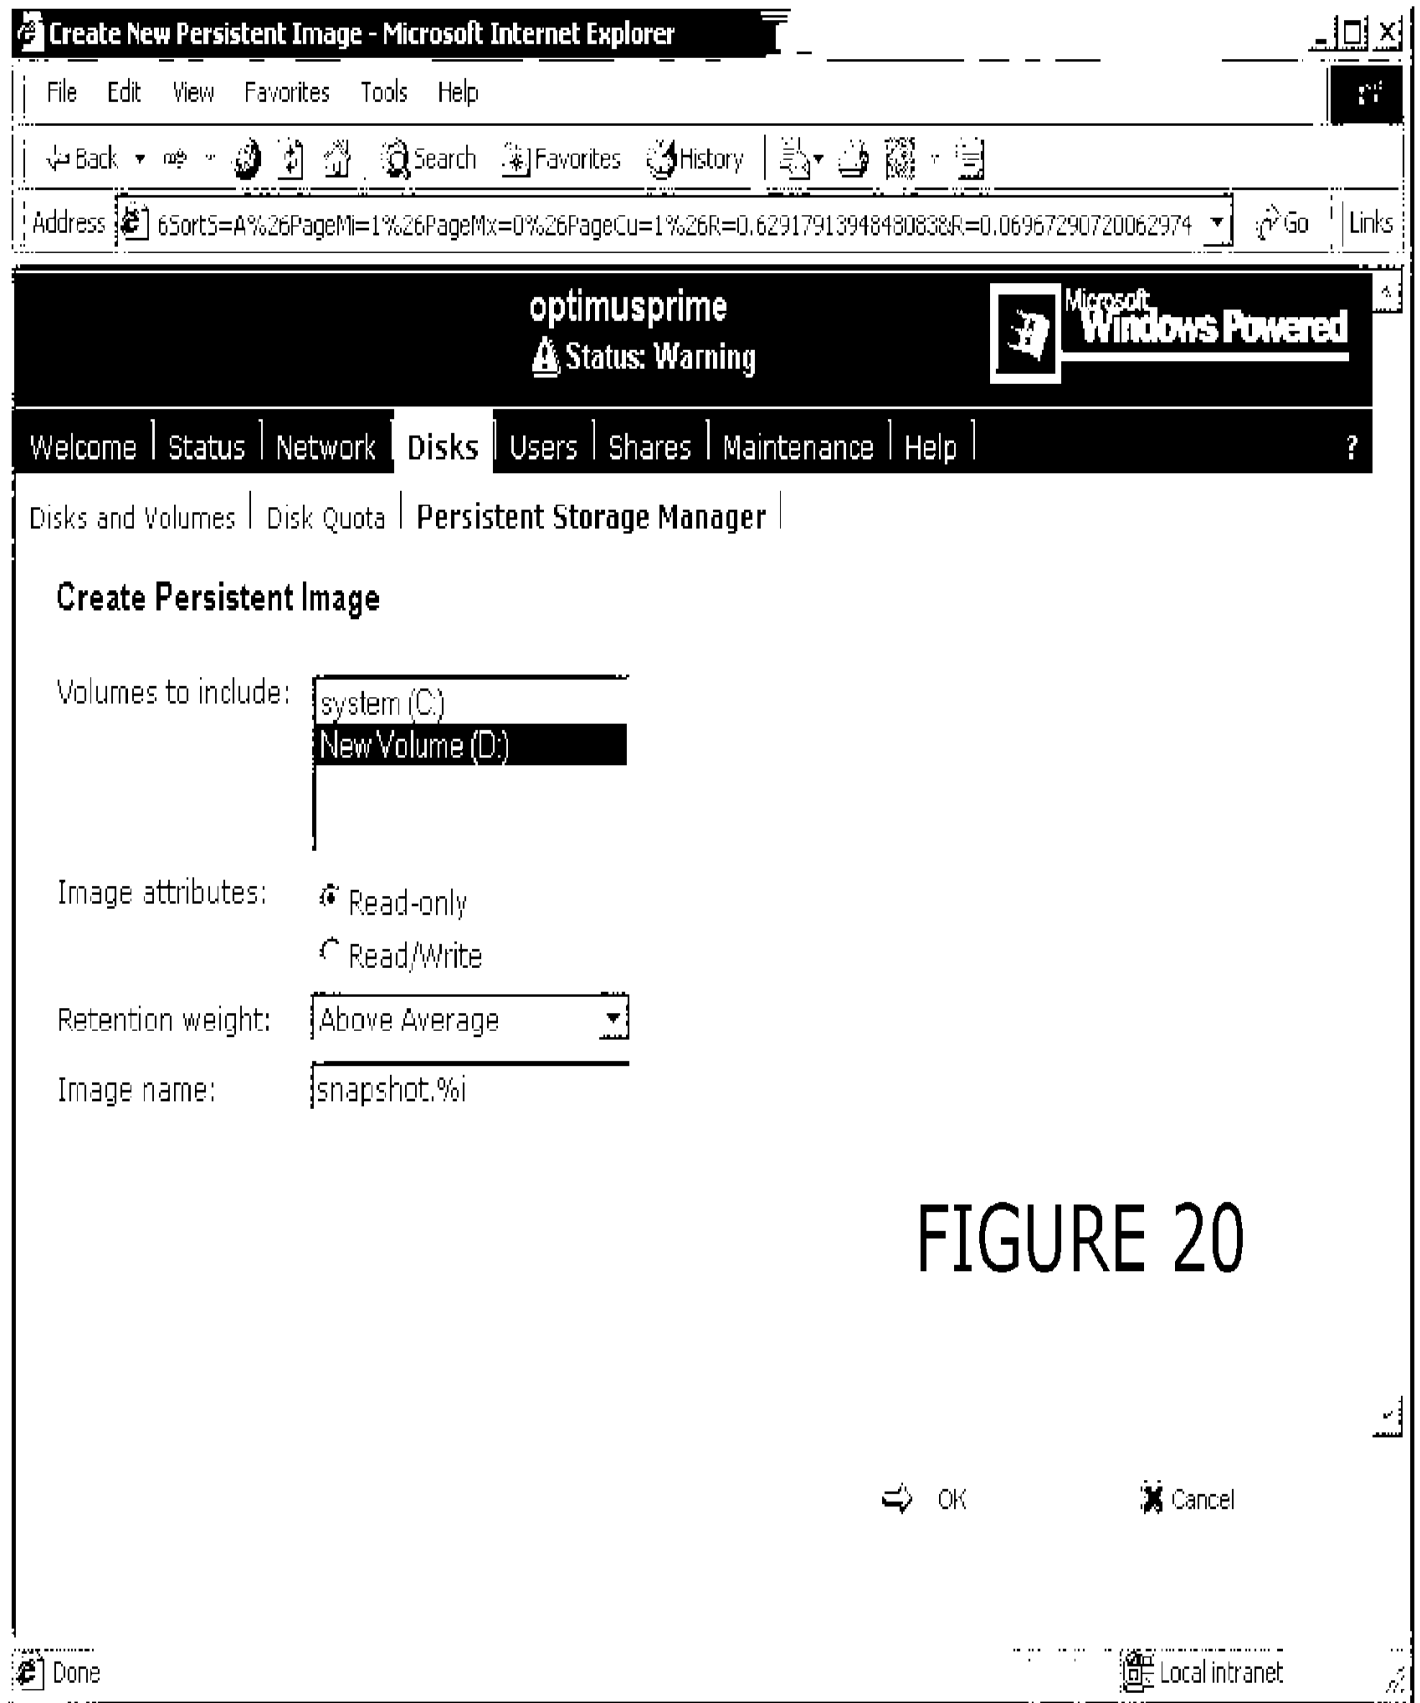 Create New Persistent Image - Microsoft Internet Explorer
File Edit View Favorites Tools Help
Back Search Favorites History
Address 6SortS=A%26PageMi=1%26PageMx=0%26PageCu=1%26R=0.6291791394848083&R=0.06967290720062974 Go Links
optimusprime
Status: Warning
Microsoft
Windows Powered
Welcome Status Network Disks Users Shares Maintenance Help ?
Disks and Volumes Disk Quota Persistent Storage Manager
Create Persistent Image
Volumes to include:
system (C:)
New Volume (D:)
Image attributes:
Read-only
Read/Write
Retention weight: Above Average
Image name: snapshot.%i
FIGURE 20
OK Cancel
Done Local intranet